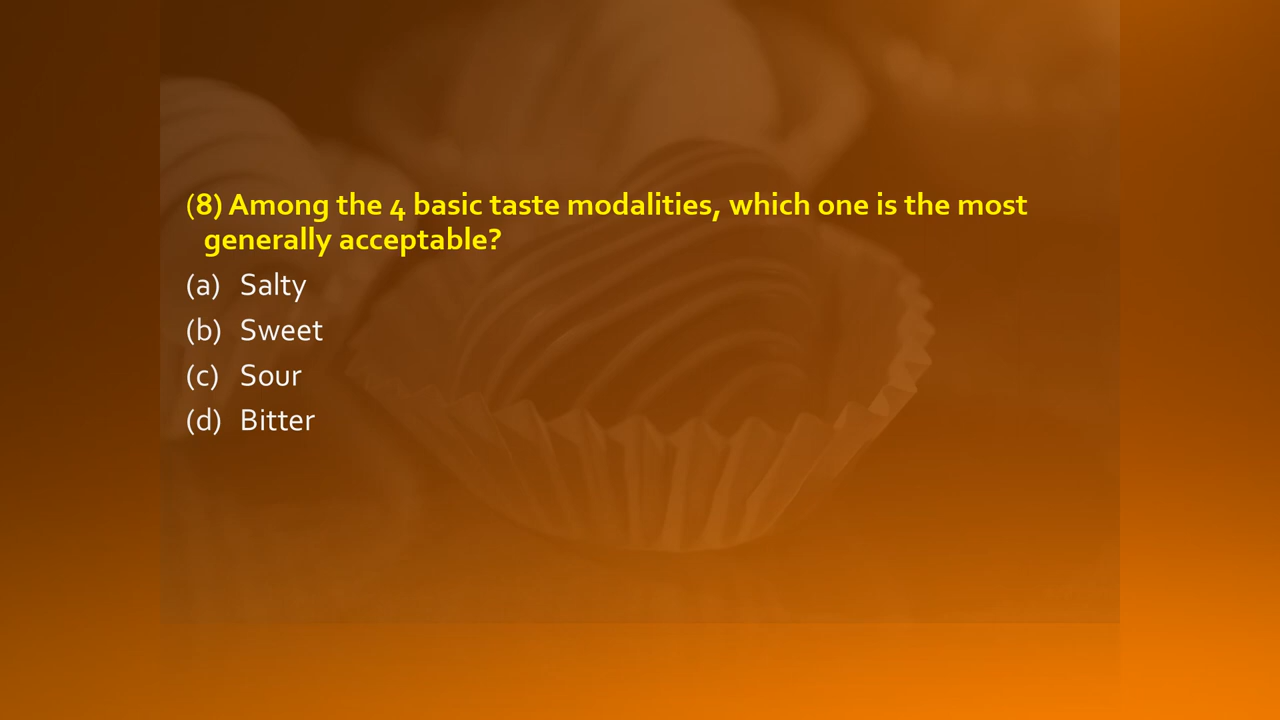 (8) Among the 4 basic taste modalities, which one is the most
generally acceptable?
(a) Salty
(b) Sweet
(c) Sour
(d) Bitter